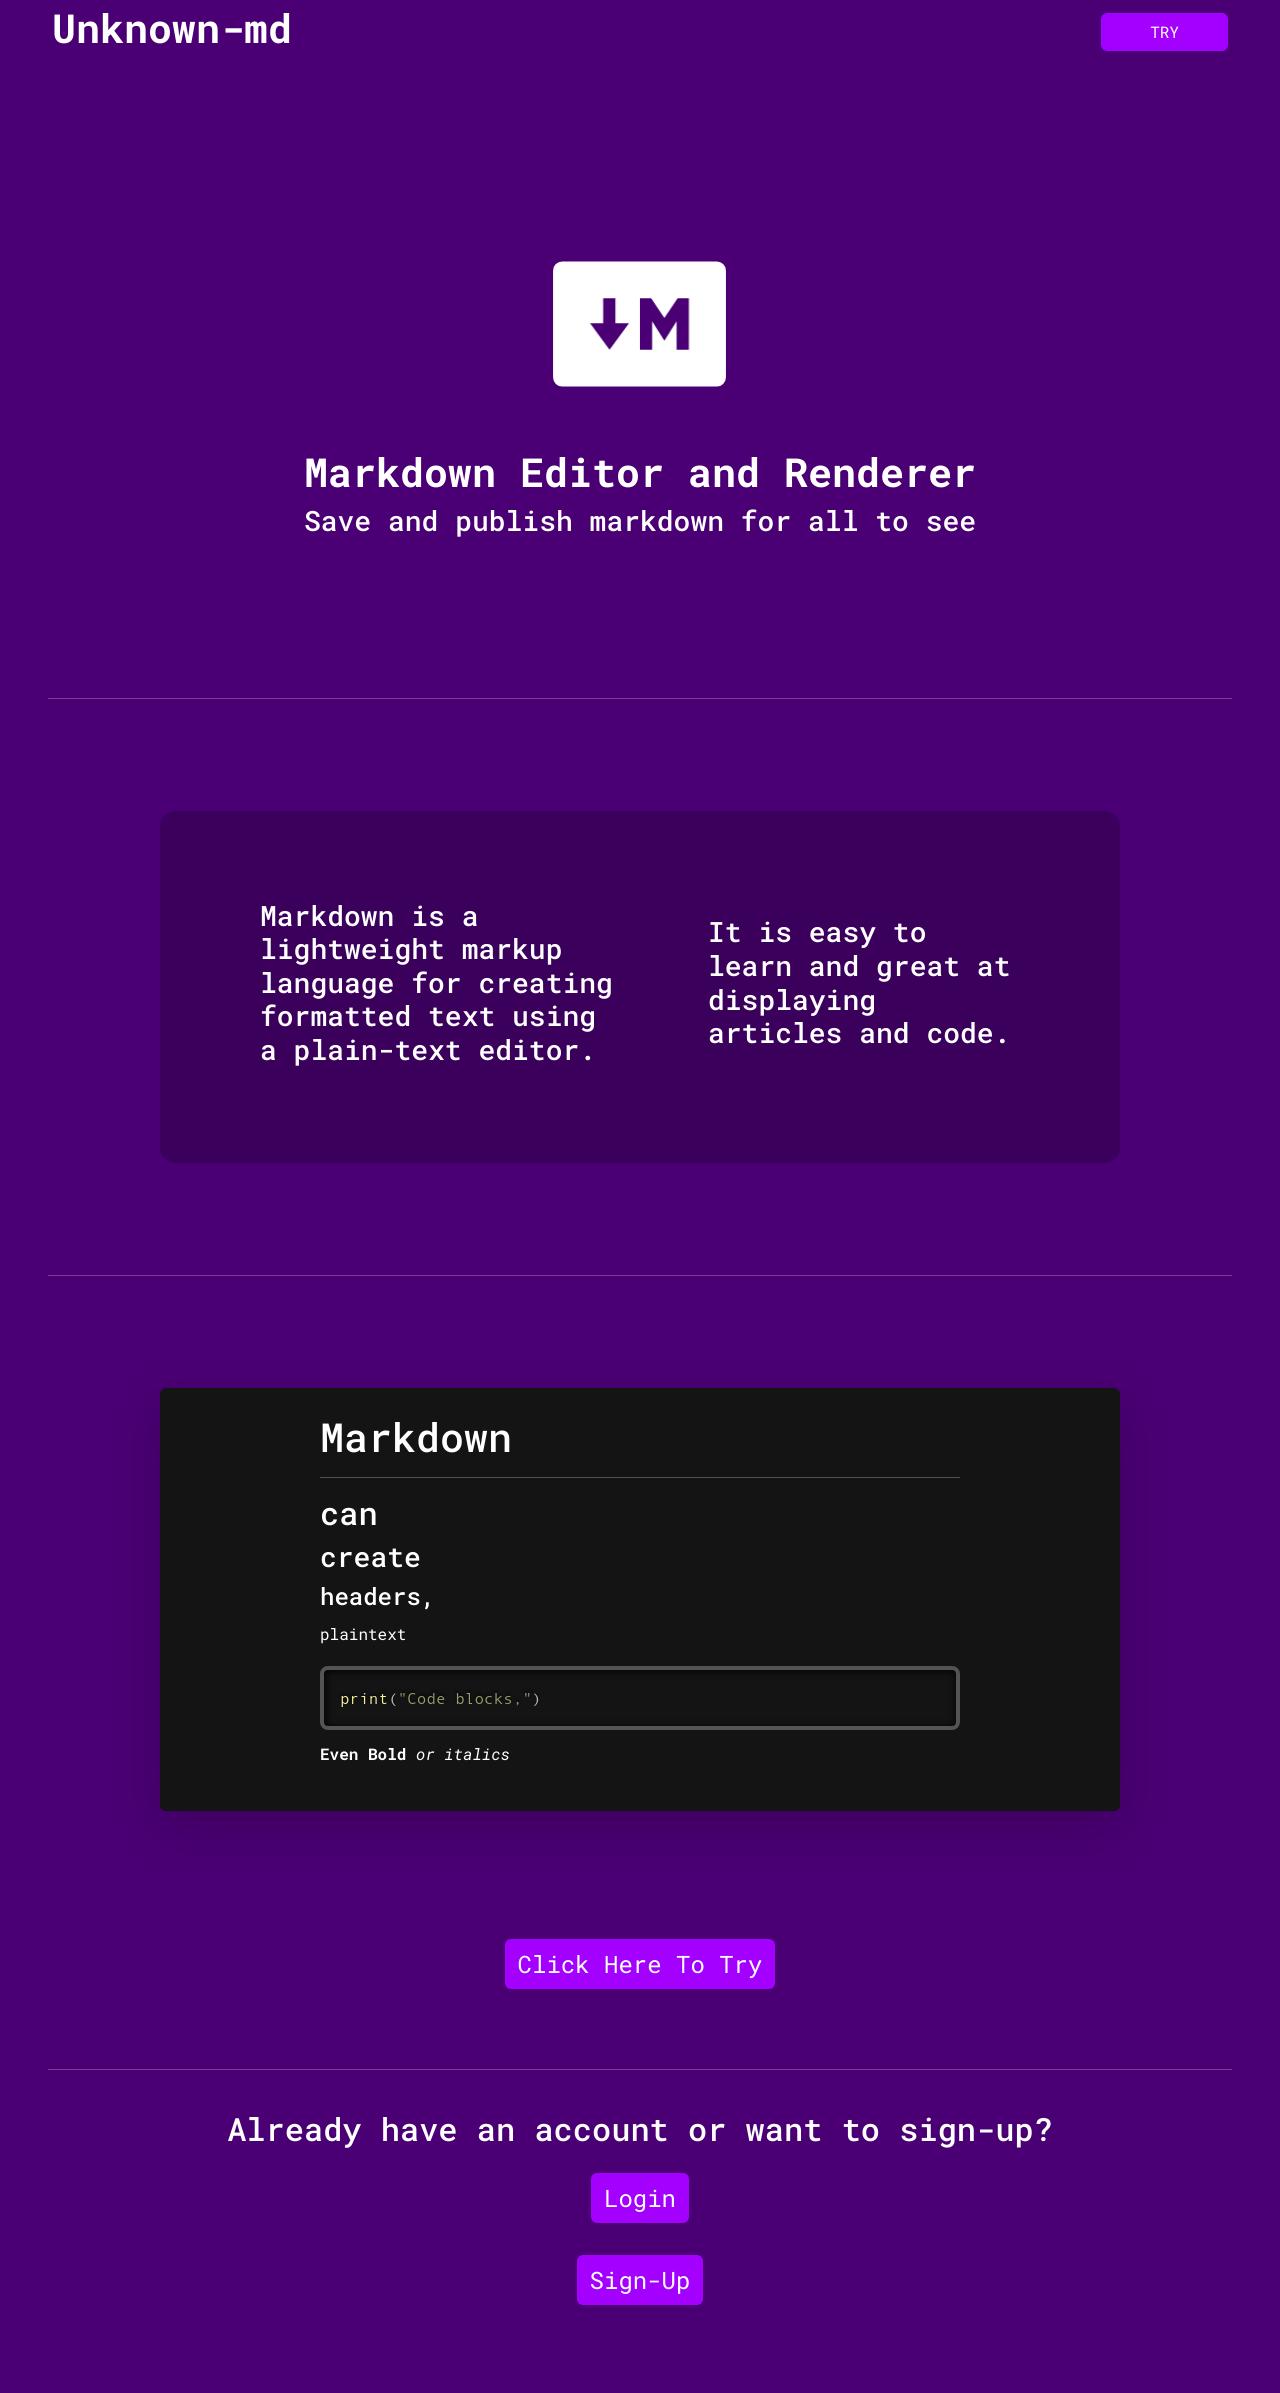 Unknown-md
TRY
M
Markdown Editor and Renderer
Save and publish markdown for all to see
Markdown is a
lightweight markup
language for creating
formatted text using
a plain-text editor.
It is easy to
learn and great at
displaying
articles and code.
Markdown
can
create
headers,
plaintext
print("Code blocks,")
Even Bold or italics
Click Here To Try
Already have an account or want to sign-up?
Login
Sign-Up